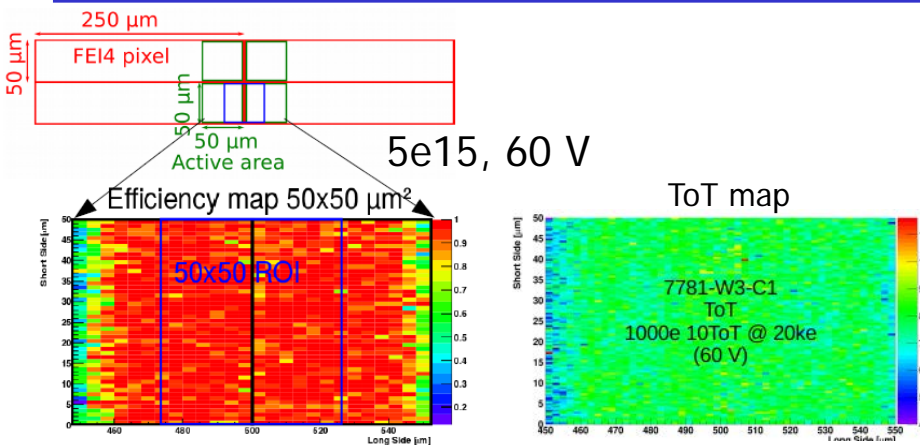 250 µm
50 µm
FEI4 pixel
50 µm
50 µm
Active area
5e15, 60 V
Efficiency map 50x50 µm²
ToT map
Short Side [µm]
50
45
40
35
30
25
20
15
10
5
0
50x50 ROI
460 480 500 520 540
Long Side [µm]
1
0.9
0.8
0.7
0.6
0.5
0.4
0.3
0.2
Short Side [µm]
50
45
40
35
30
25
20
15
10
5
0
7781-W3-C1
ToT
1000e 10ToT @ 20ke
(60 V)
450 460 470 480 490 500 510 520 530 540 550
Long Side [µm]